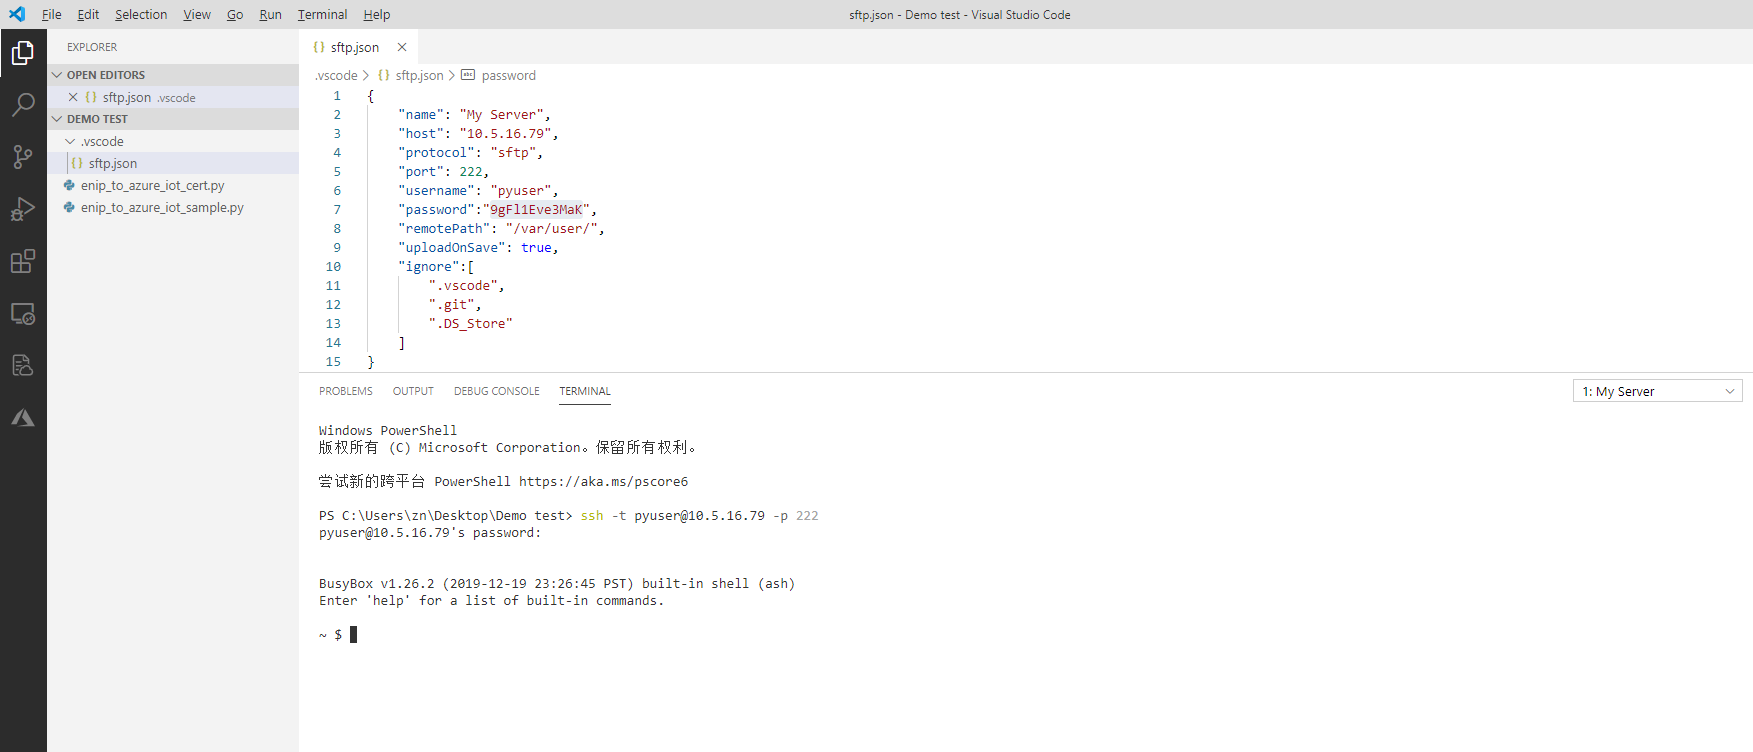 File Edit Selection View Go Run Terminal Help
sftp.json - Demo test - Visual Studio Code
EXPLORER
OPEN EDITORS
sftp.json .vscode
DEMO TEST
.vscode
sftp.json
enip_to_azure_iot_cert.py
enip_to_azure_iot_sample.py
sftp.json
.vscode > {} sftp.json > abc password
1 {
2 "name": "My Server",
3 "host": "10.5.16.79",
4 "protocol": "sftp",
5 "port": 222,
6 "username": "pyuser",
7 "password":"9gFl1Eve3MaK",
8 "remotePath": "/var/user/",
9 "uploadOnSave": true,
10 "ignore":[
11 ".vscode",
12 ".git",
13 ".DS_Store"
14 ]
15 }
PROBLEMS OUTPUT DEBUG CONSOLE TERMINAL
1: My Server
Windows PowerShell
版权所有 (C) Microsoft Corporation。保留所有权利。
尝试新的跨平台 PowerShell https://aka.ms/pscore6
PS C:\Users\zn\Desktop\Demo test> ssh -t pyuser@10.5.16.79 -p 222
pyuser@10.5.16.79's password:
BusyBox v1.26.2 (2019-12-19 23:26:45 PST) built-in shell (ash)
Enter 'help' for a list of built-in commands.
~ $